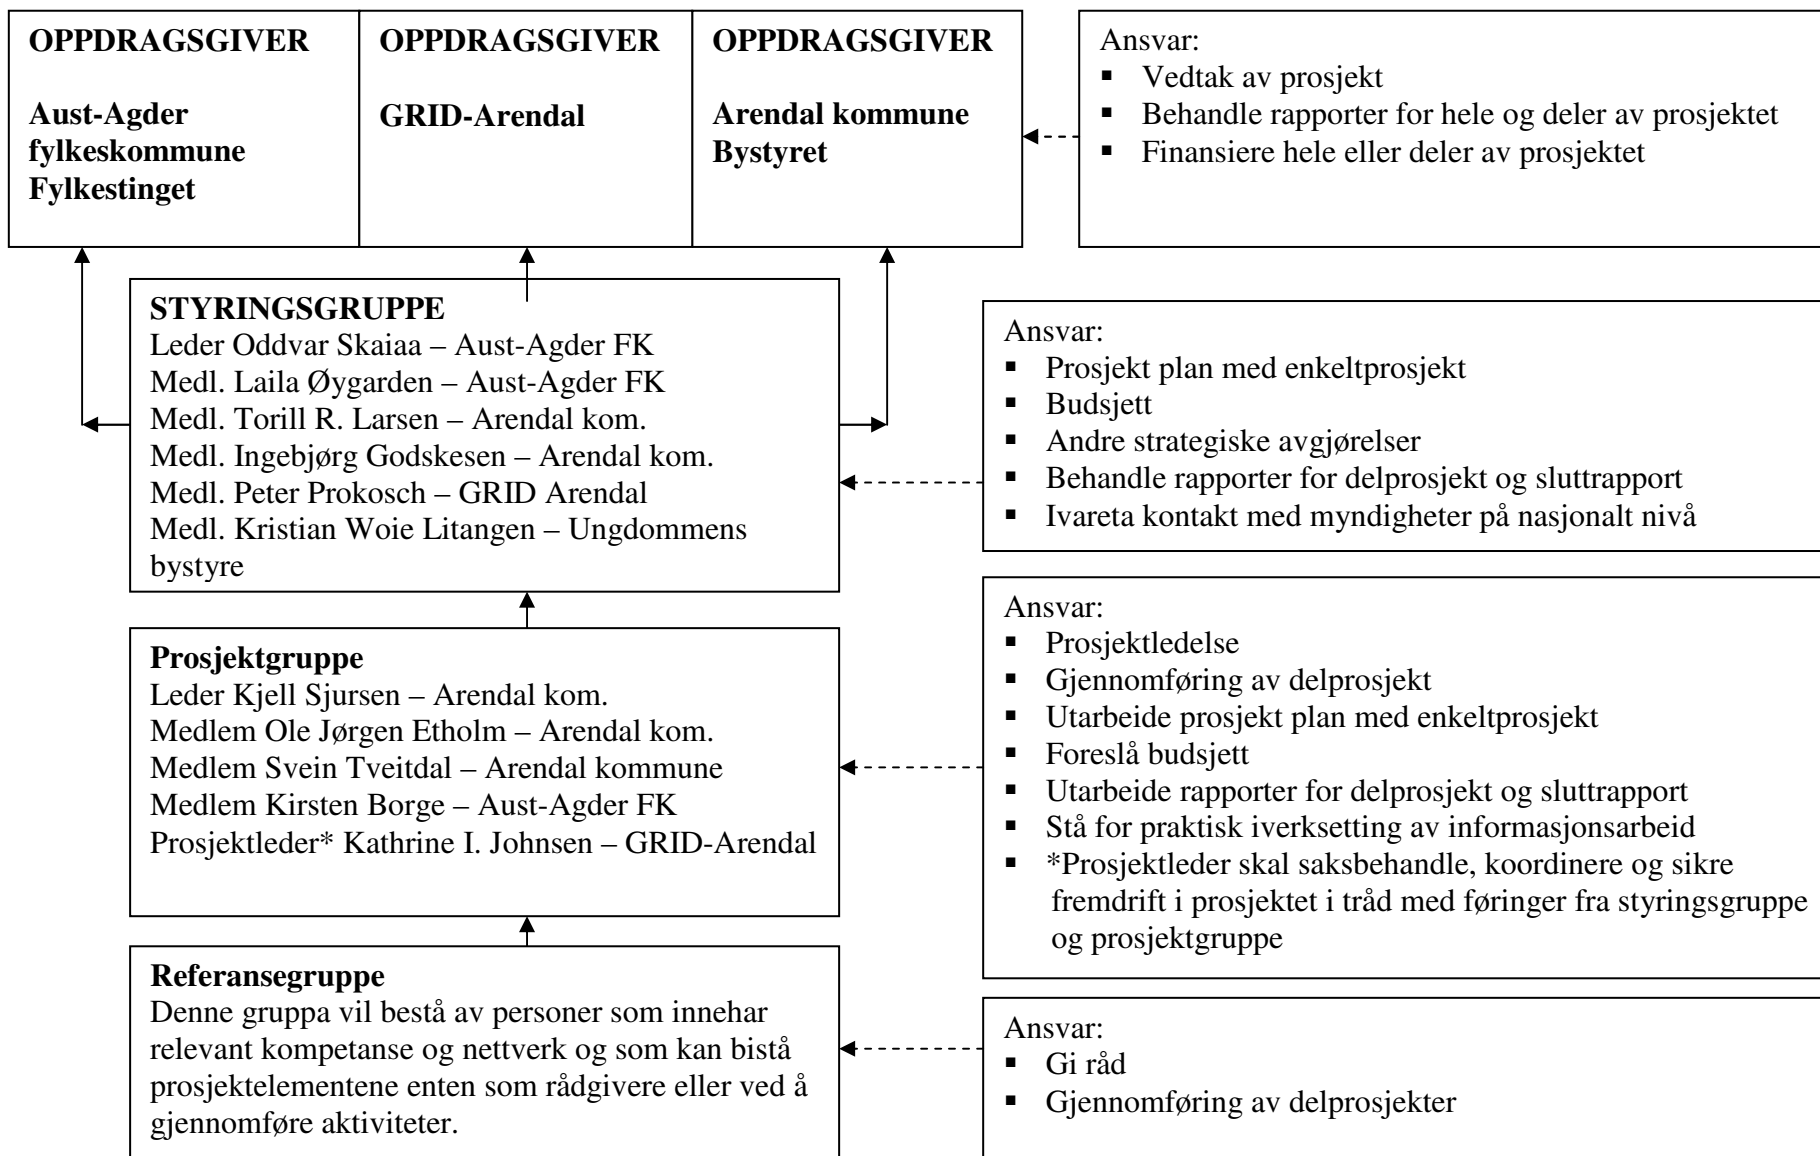 OPPDRAGSGIVER
Aust-Agder
fylkeskommune
Fylkestinget
OPPDRAGSGIVER
GRID-Arendal
OPPDRAGSGIVER
Arendal kommune
Bystyret
Ansvar:
▪ Vedtak av prosjekt
▪ Behandle rapporter for hele og deler av prosjektet
▪ Finansiere hele eller deler av prosjektet
STYRINGSGRUPPE
Leder Oddvar Skaiaa – Aust-Agder FK
Medl. Laila Øygarden – Aust-Agder FK
Medl. Torill R. Larsen – Arendal kom.
Medl. Ingebjørg Godskesen – Arendal kom.
Medl. Peter Prokosch – GRID Arendal
Medl. Kristian Woie Litangen – Ungdommens
bystyre
Ansvar:
▪ Prosjekt plan med enkeltprosjekt
▪ Budsjett
▪ Andre strategiske avgjørelser
▪ Behandle rapporter for delprosjekt og sluttrapport
▪ Ivareta kontakt med myndigheter på nasjonalt nivå
Prosjektgruppe
Leder Kjell Sjursen – Arendal kom.
Medlem Ole Jørgen Etholm – Arendal kom.
Medlem Svein Tveitdal – Arendal kommune
Medlem Kirsten Borge – Aust-Agder FK
Prosjektleder* Kathrine I. Johnsen – GRID-Arendal
Ansvar:
▪ Prosjektledelse
▪ Gjennomføring av delprosjekt
▪ Utarbeide prosjekt plan med enkeltprosjekt
▪ Foreslå budsjett
▪ Utarbeide rapporter for delprosjekt og sluttrapport
▪ Stå for praktisk iverksetting av informasjonsarbeid
▪ *Prosjektleder skal saksbehandle, koordinere og sikre
fremdrift i prosjektet i tråd med føringer fra styringsgruppe
og prosjektgruppe
Referansegruppe
Denne gruppa vil bestå av personer som innehar
relevant kompetanse og nettverk og som kan bistå
prosjektelementene enten som rådgivere eller ved å
gjennomføre aktiviteter.
Ansvar:
▪ Gi råd
▪ Gjennomføring av delprosjekter